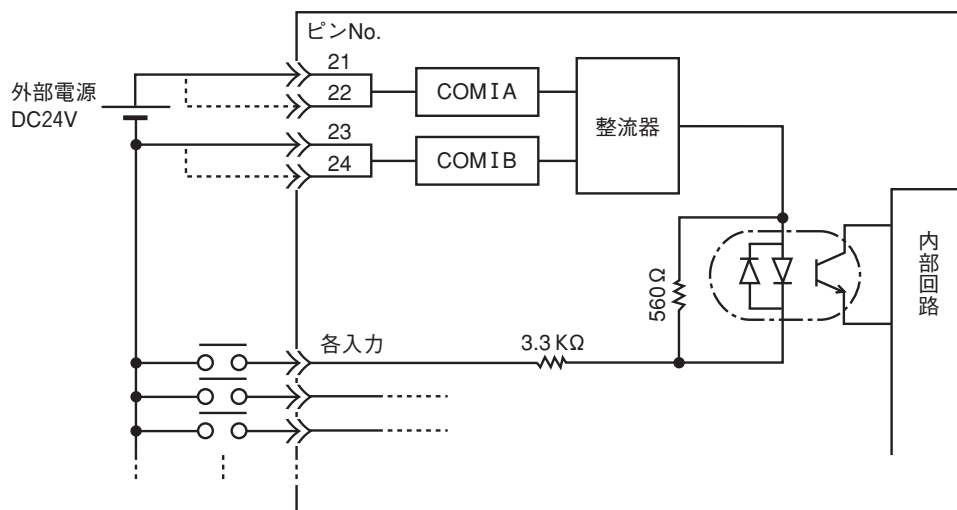 ピンNo.
21
22
23
24
外部電源
DC24V
COMIA
COMIB
整流器
内部回路
560Ω
各入力
3.3KΩ